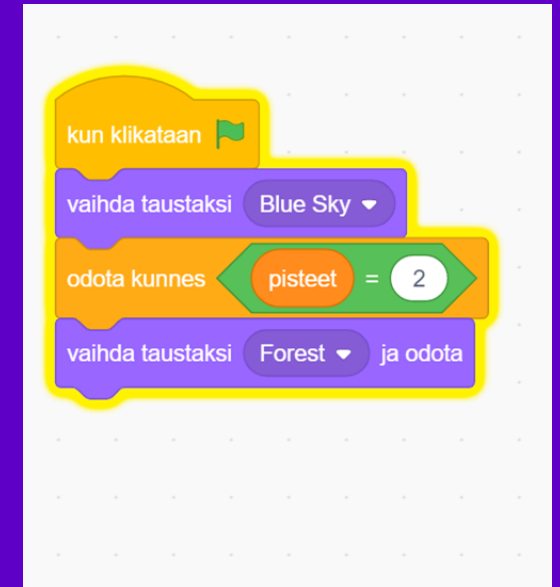 kun klikataan
vaihda taustaksi Blue Sky
odota kunnes pisteet = 2
vaihda taustaksi Forest ja odota